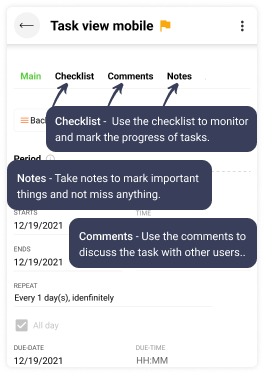 Task view mobile
Main Checklist Comments Notes
Checklist - Use the checklist to monitor
and mark the progress of tasks.
Back
Period
Notes - Take notes to mark important
things and not miss anything.
STARTS TIME
12/19/2021
Comments - Use the comments to
discuss the task with other users..
ENDS
12/19/2021
REPEAT
Every 1 day(s), idenfinitely
All day
DUE-DATE DUE-TIME
12/19/2021 HH:MM